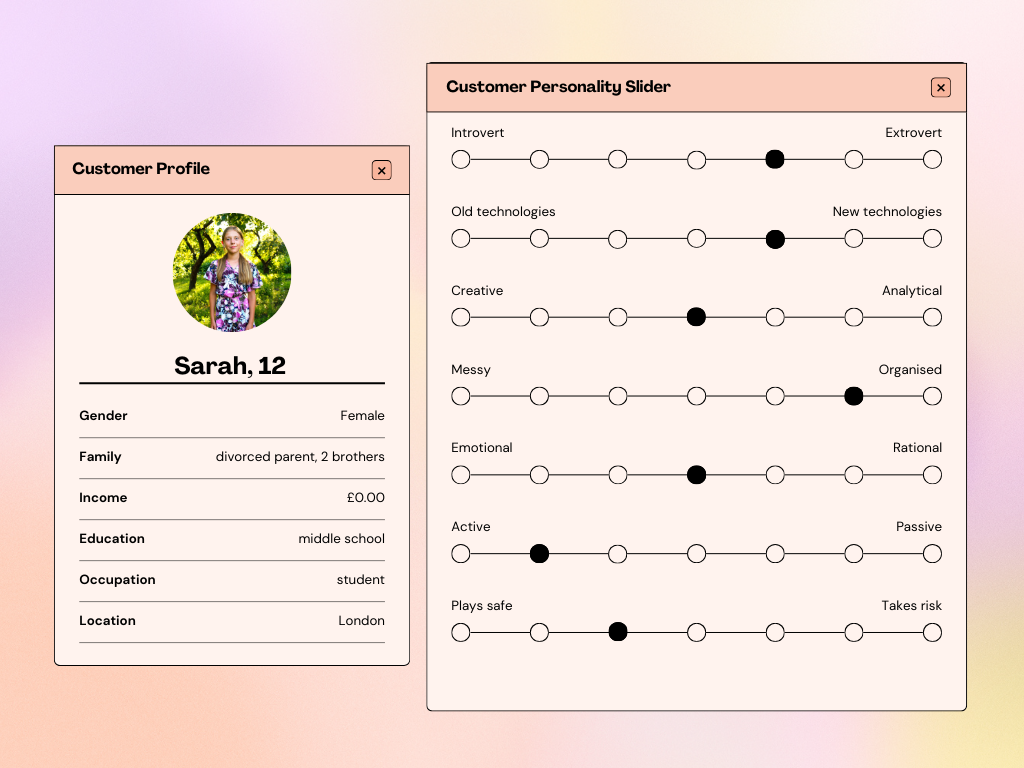 Customer Profile
Sarah, 12
Gender Female
Family divorced parent, 2 brothers
Income £0.00
Education middle school
Occupation student
Location London
Customer Personality Slider
Introvert Extrovert
Old technologies New technologies
Creative Analytical
Messy Organised
Emotional Rational
Active Passive
Plays safe Takes risk